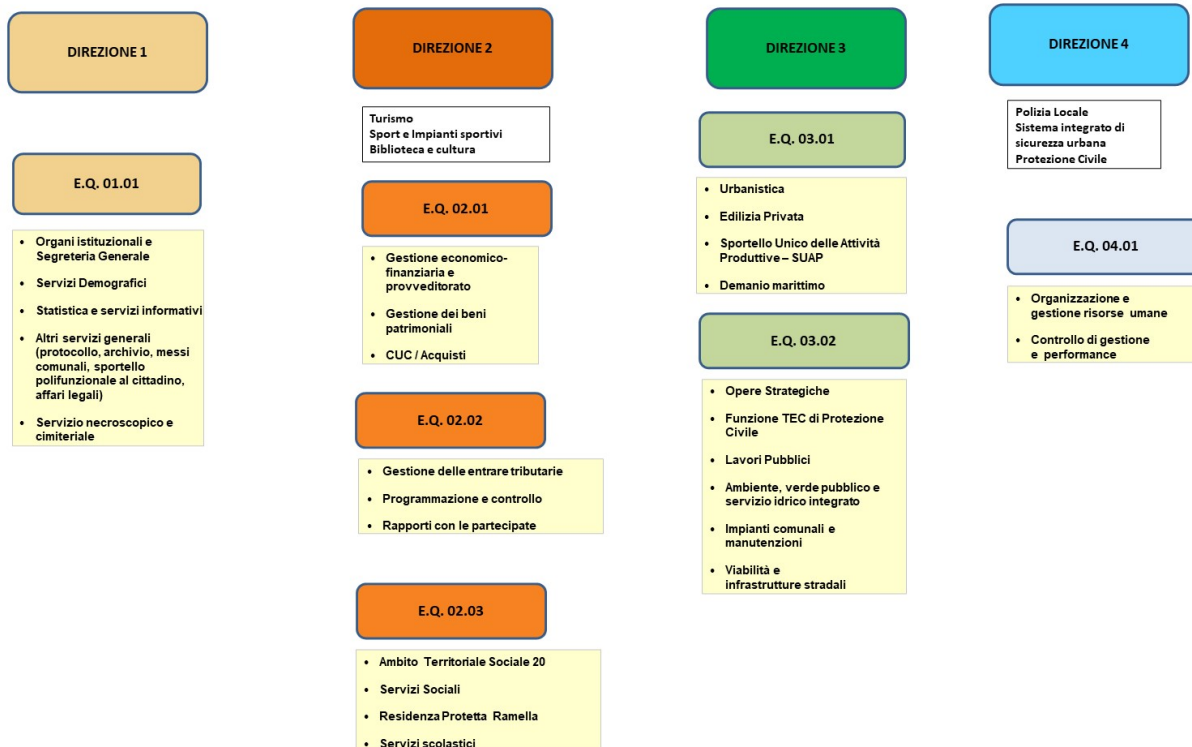 DIREZIONE 1
E.Q. 01.01
• Organi istituzionali e
Segreteria Generale
• Servizi Demografici
• Statistica e servizi informativi
• Altri servizi generali
(protocollo, archivio, messi
comunali, sportello
polifunzionale al cittadino,
affari legali)
• Servizio necroscopico e
cimiteriale
DIREZIONE 2
Turismo
Sport e Impianti sportivi
Biblioteca e cultura
E.Q. 02.01
• Gestione economico-
finanziaria e
provveditorato
• Gestione dei beni
patrimoniali
• CUC / Acquisti
E.Q. 02.02
• Gestione delle entrare tributarie
• Programmazione e controllo
• Rapporti con le partecipate
E.Q. 02.03
• Ambito Territoriale Sociale 20
• Servizi Sociali
• Residenza Protetta Ramella
• Servizi scolastici
DIREZIONE 3
E.Q. 03.01
• Urbanistica
• Edilizia Privata
• Sportello Unico delle Attività
Produttive – SUAP
• Demanio marittimo
E.Q. 03.02
• Opere Strategiche
• Funzione TEC di Protezione
Civile
• Lavori Pubblici
• Ambiente, verde pubblico e
servizio idrico integrato
• Impianti comunali e
manutenzioni
• Viabilità e
infrastrutture stradali
DIREZIONE 4
Polizia Locale
Sistema integrato di
sicurezza urbana
Protezione Civile
E.Q. 04.01
• Organizzazione e
gestione risorse umane
• Controllo di gestione
e performance